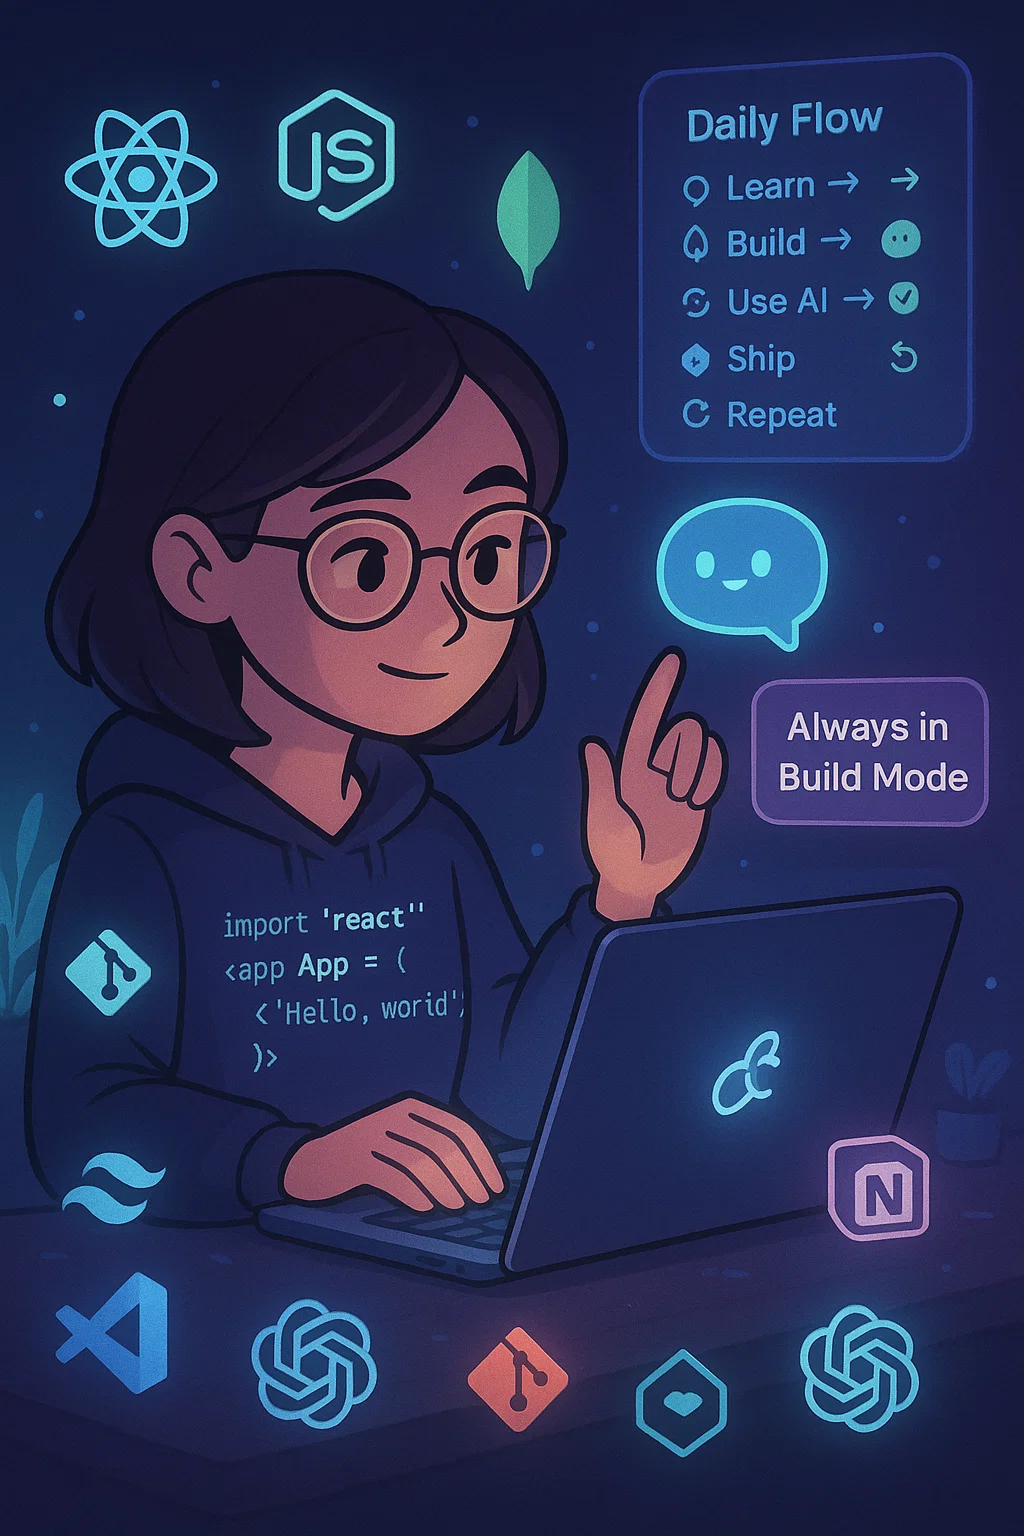 JS
Daily Flow
Learn → →
Build →
Use AI →
Ship
Repeat
Always in
Build Mode
import 'react''
<app App = (
<'Hello, world';
)>
N